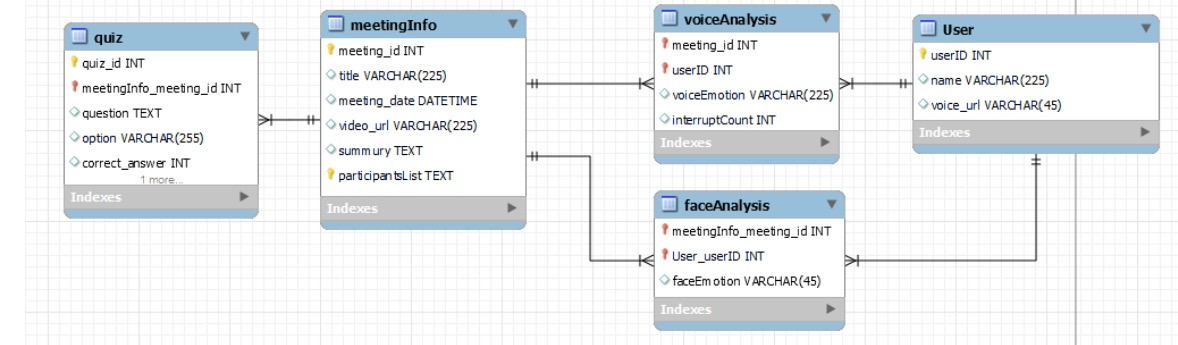 quiz
quiz_id INT
meetingInfo_meeting_id INT
question TEXT
option VARCHAR(255)
correct_answer INT
1 more...
Indexes
meetingInfo
meeting_id INT
title VARCHAR(225)
meeting_date DATETIME
video_url VARCHAR(225)
summury TEXT
participantsList TEXT
Indexes
voiceAnalysis
meeting_id INT
userID INT
voiceEmotion VARCHAR(225)
interruptCount INT
Indexes
User
userID INT
name VARCHAR(225)
voice_url VARCHAR(45)
Indexes
faceAnalysis
meetingInfo_meeting_id INT
User_userID INT
faceEmotion VARCHAR(45)
Indexes